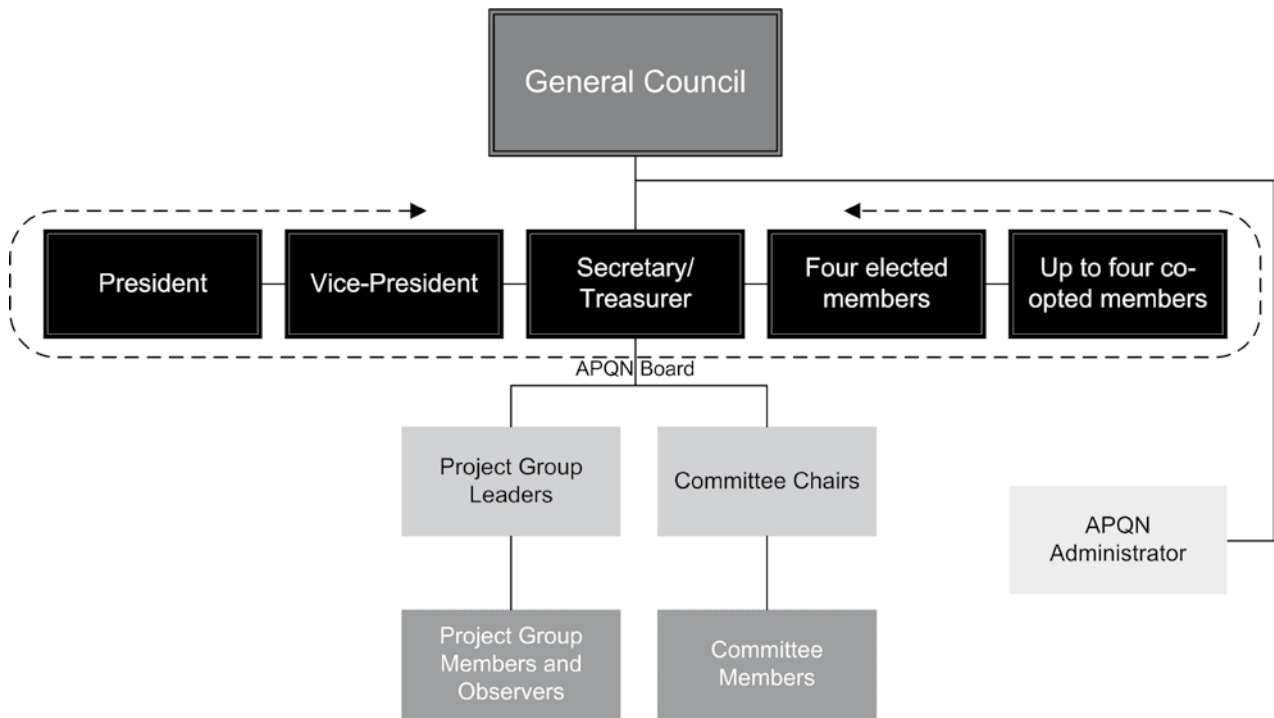 General Council
President
Vice-President
Secretary/
Treasurer
Four elected
members
Up to four co-
opted members
APQN Board
Project Group
Leaders
Committee Chairs
APQN
Administrator
Project Group
Members and
Observers
Committee
Members